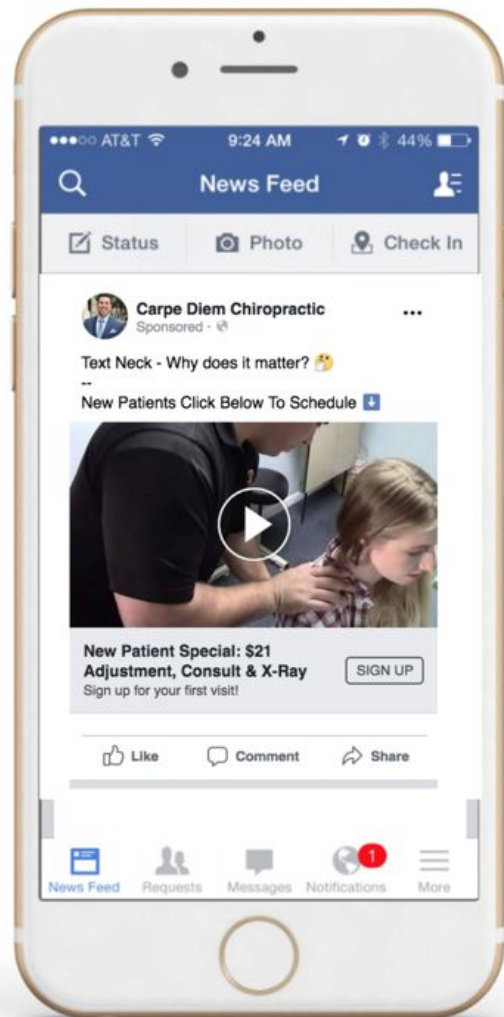 AT&T 9:24 AM 44%
News Feed
Status Photo Check In
Carpe Diem Chiropractic
Sponsored ·
Text Neck - Why does it matter? 🤔
--
New Patients Click Below To Schedule ⬇️
New Patient Special: $21
Adjustment, Consult & X-Ray
SIGN UP
Sign up for your first visit!
Like Comment Share
1
News Feed Requests Messages Notifications More